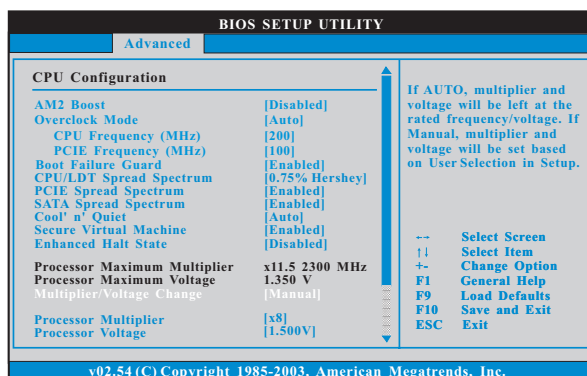 BIOS SETUP UTILITY
Advanced
CPU Configuration
AM2 Boost [Disabled]
Overclock Mode [Auto]
CPU Frequency (MHz) [200]
PCIE Frequency (MHz) [100]
Boot Failure Guard [Enabled]
CPU/LDT Spread Spectrum [0.75% Hershey]
PCIE Spread Spectrum [Enabled]
SATA Spread Spectrum [Enabled]
Cool' n' Quiet [Auto]
Secure Virtual Machine [Enabled]
Enhanced Halt State [Disabled]
Processor Maximum Multiplier x11.5 2300 MHz
Processor Maximum Voltage 1.350 V
Multiplier/Voltage Change [Manual]
Processor Multiplier [x8]
Processor Voltage [1.500V]
If AUTO, multiplier and
voltage will be left at the
rated frequency/voltage. If
Manual, multiplier and
voltage will be set based
on User Selection in Setup.
←→ Select Screen
↑↓ Select Item
+- Change Option
F1 General Help
F9 Load Defaults
F10 Save and Exit
ESC Exit
v02.54 (C) Copyright 1985-2003, American Megatrends, Inc.